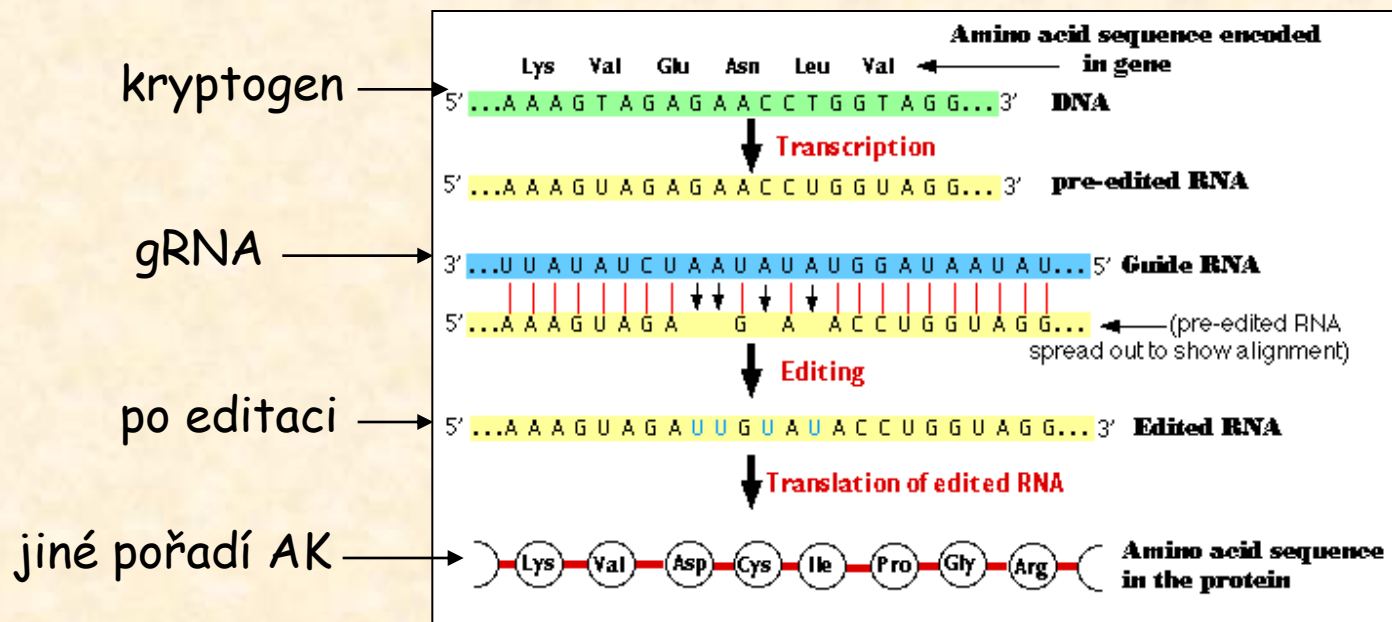 Amino acid sequence encoded
in gene
Lys Val Glu Asn Leu Val
kryptogen
5′ ...A A A G T A G A G A A C C T G G T A G G... 3′ DNA
Transcription
5′ ...A A A G U A G A G A A C C U G G U A G G... 3′ pre-edited RNA
gRNA
3′ ...U U A U A U C U A A U A U A U G G A U A A U A U... 5′ Guide RNA
5′ ...A A A G U A G A G A A C C U G G U A G G...
(pre-edited RNA
spread out to show alignment)
Editing
po editaci
5′ ...A A A G U A G A U U G U A U A C C U G G U A G G... 3′ Edited RNA
Translation of edited RNA
jiné pořadí AK
Lys Val Asp Cys Ile Pro Gly Arg
Amino acid sequence
in the protein